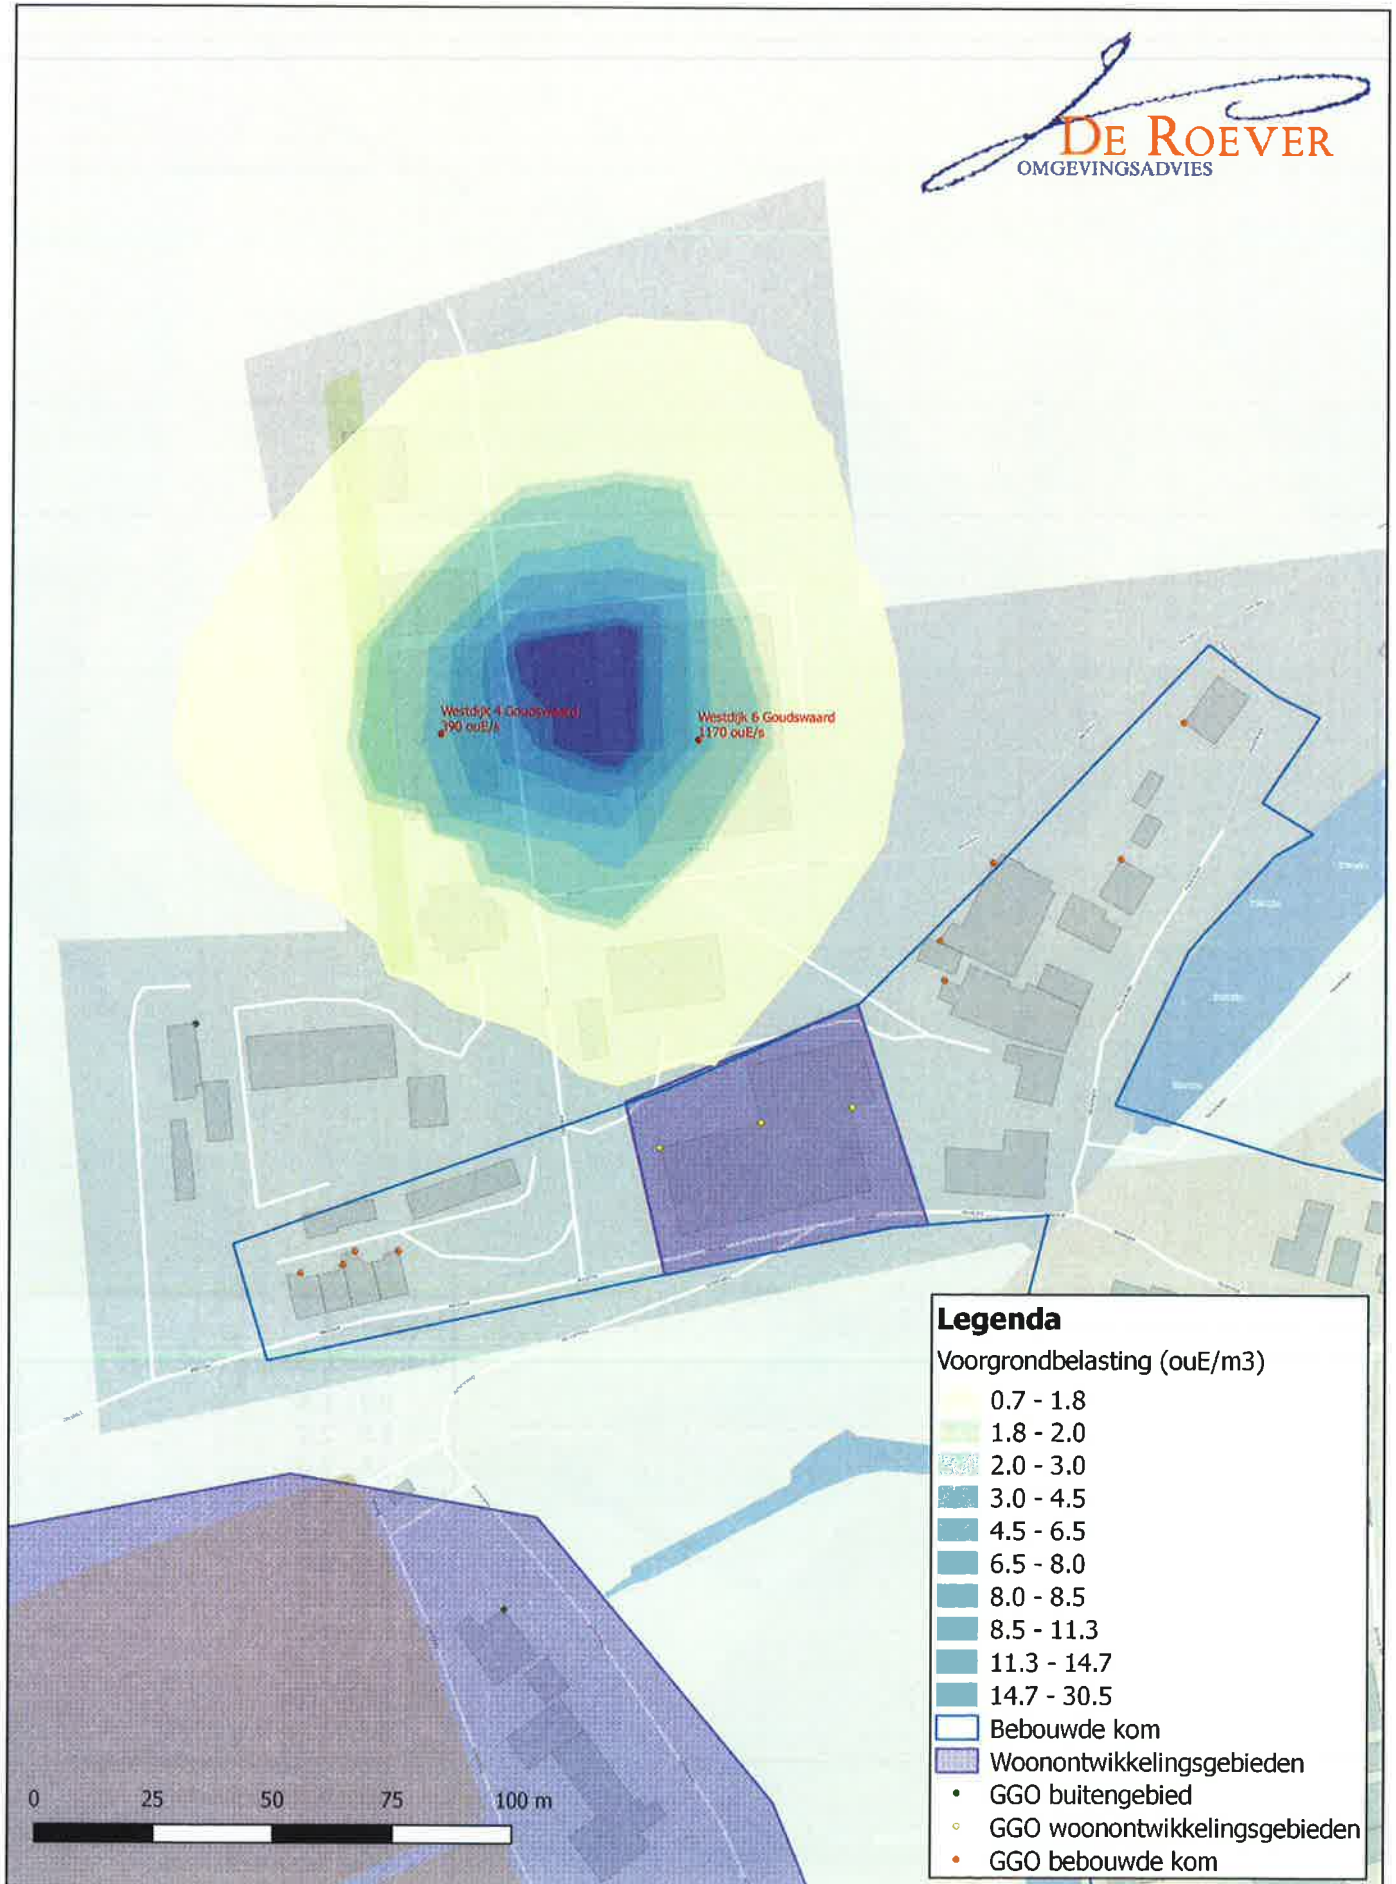 DE ROEVER
OMGEVINGSADVIES
Westdijk 4 Goudswaard
390 ouE/s
Westdijk 6 Goudswaard
1170 ouE/s
Legenda
Voorgrondbelasting (ouE/m3)
0.7 - 1.8
1.8 - 2.0
2.0 - 3.0
3.0 - 4.5
4.5 - 6.5
6.5 - 8.0
8.0 - 8.5
8.5 - 11.3
11.3 - 14.7
14.7 - 30.5
Bebouwde kom
Woonontwikkelingsgebieden
GGO buitengebied
GGO woonontwikkelingsgebieden
GGO bebouwde kom
0 25 50 75 100 m